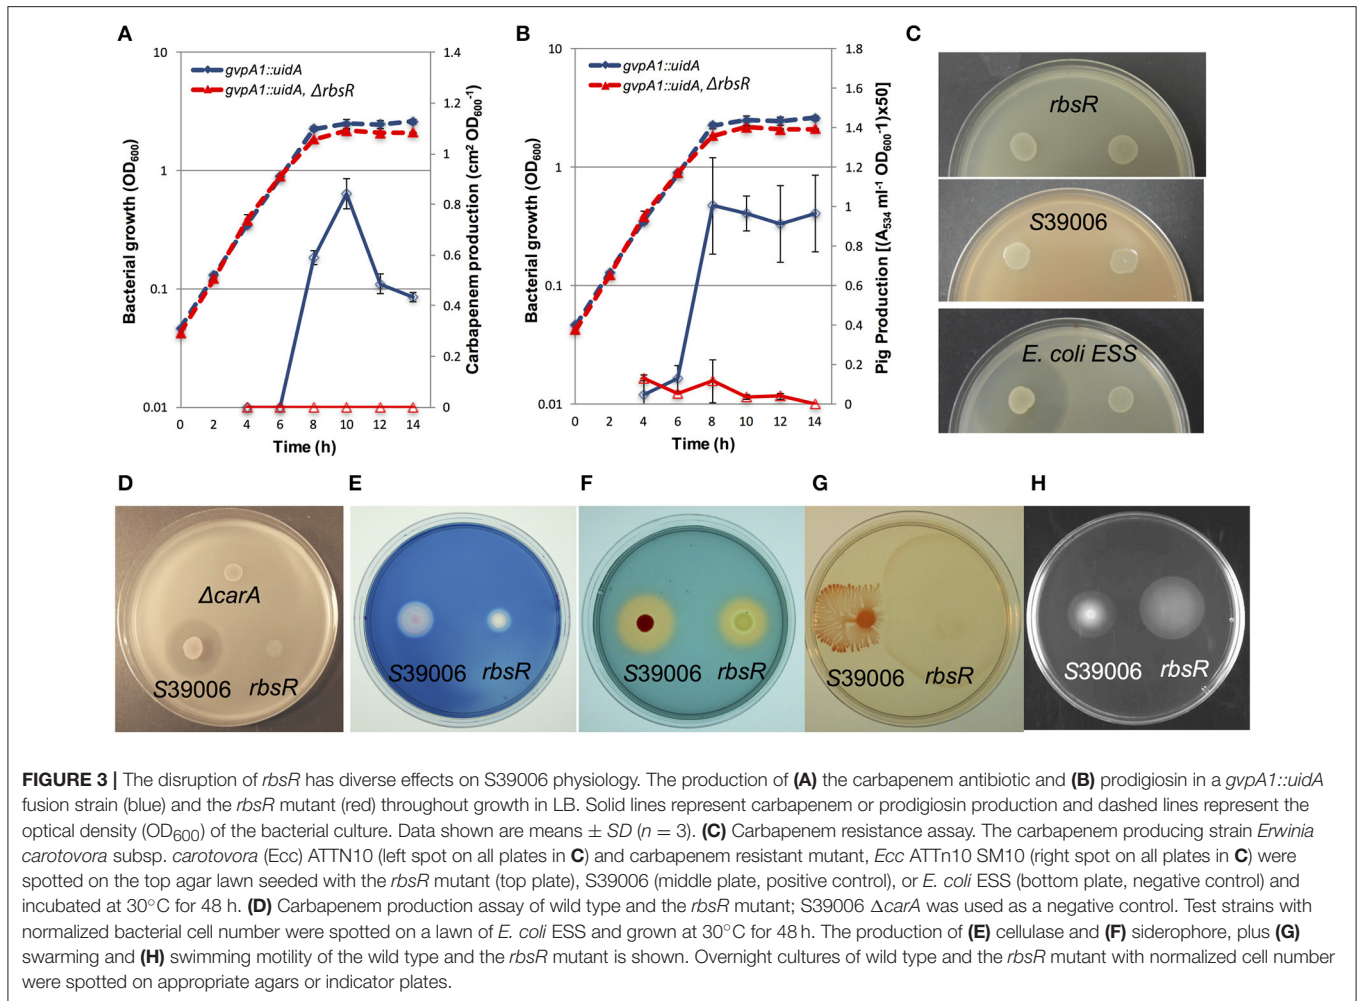 A
B
C
10
1
0.1
0.01
Bacterial growth (OD600)
0 2 4 6 8 10 12 14
Time (h)
1.4
1.2
1
0.8
0.6
0.4
0.2
0
Carbapenem production (cm² OD600⁻¹)
gvpA1::uidA
gvpA1::uidA, ΔrbsR
10
1
0.1
0.01
Bacterial growth (OD600)
0 2 4 6 8 10 12 14
Time (h)
1.8
1.6
1.4
1.2
1
0.8
0.6
0.4
0.2
0
Pig Production [(A534 ml⁻¹ OD600⁻¹)x50]
gvpA1::uidA
gvpA1::uidA, ΔrbsR
rbsR
S39006
E. coli ESS
D
E
F
G
H
ΔcarA
S39006 rbsR
S39006 rbsR
S39006 rbsR
S39006 rbsR
S39006 rbsR
FIGURE 3 | The disruption of rbsR has diverse effects on S39006 physiology. The production of (A) the carbapenem antibiotic and (B) prodigiosin in a gvpA1::uidA
fusion strain (blue) and the rbsR mutant (red) throughout growth in LB. Solid lines represent carbapenem or prodigiosin production and dashed lines represent the
optical density (OD600) of the bacterial culture. Data shown are means ± SD (n = 3). (C) Carbapenem resistance assay. The carbapenem producing strain Erwinia
carotovora subsp. carotovora (Ecc) ATTN10 (left spot on all plates in C) and carbapenem resistant mutant, Ecc ATTn10 SM10 (right spot on all plates in C) were
spotted on the top agar lawn seeded with the rbsR mutant (top plate), S39006 (middle plate, positive control), or E. coli ESS (bottom plate, negative control) and
incubated at 30°C for 48 h. (D) Carbapenem production assay of wild type and the rbsR mutant; S39006 ΔcarA was used as a negative control. Test strains with
normalized bacterial cell number were spotted on a lawn of E. coli ESS and grown at 30°C for 48 h. The production of (E) cellulase and (F) siderophore, plus (G)
swarming and (H) swimming motility of the wild type and the rbsR mutant is shown. Overnight cultures of wild type and the rbsR mutant with normalized cell number
were spotted on appropriate agars or indicator plates.